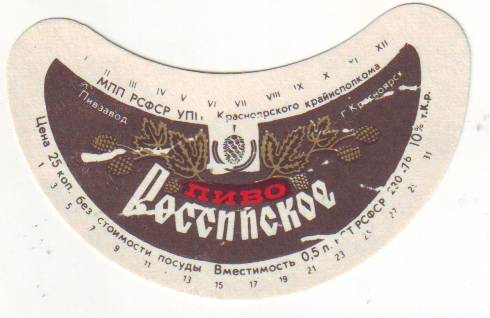 I II III IV V VI VII VIII IX X XI XII
МПП РСФСР УПП Красноярского крайисполкома
Пивзавод г. Красноярск
ПИВО
Российское
Цена 25 коп. без стоимости посуды Вместимость 0,5 л. РСТ РСФСР 230-76 10% т.к.р.
1 3 5 7 9 11 13 15 17 19 21 23 25 27 29 31